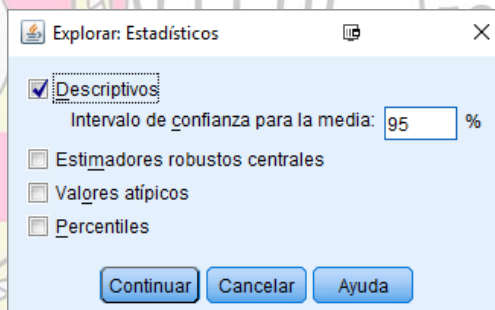 Explorar: Estadísticos
Descriptivos
Intervalo de confianza para la media: 95 %
Estimadores robustos centrales
Valores atípicos
Percentiles
Continuar Cancelar Ayuda